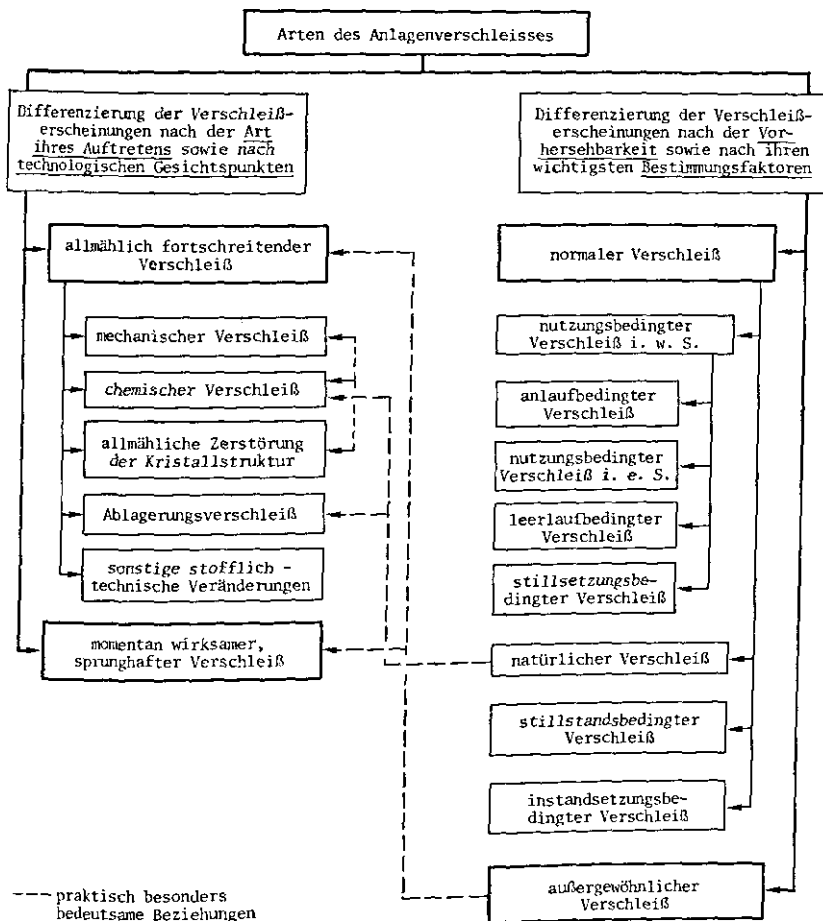 Arten des Anlagenverschleisses
Differenzierung der Verschleiß-
erscheinungen nach der Art
ihres Auftretens sowie nach
technologischen Gesichtspunkten
Differenzierung der Verschleiß-
erscheinungen nach der Vor-
hersehbarkeit sowie nach ihren
wichtigsten Bestimmungsfaktoren
allmählich fortschreitender
Verschleiß
mechanischer Verschleiß
chemischer Verschleiß
allmähliche Zerstörung
der Kristallstruktur
Ablagerungsverschleiß
sonstige stofflich -
technische Veränderungen
momentan wirksamer,
sprunghafter Verschleiß
normaler Verschleiß
nutzungsbedingter
Verschleiß i. w. S.
anlaufbedingter
Verschleiß
nutzungsbedingter
Verschleiß i. e. S.
leerlaufbedingter
Verschleiß
stillsetzungsbe-
dingter Verschleiß
natürlicher Verschleiß
stillstandsbedingter
Verschleiß
instandsetzungsbe-
dingter Verschleiß
außergewöhnlicher
Verschleiß
praktisch besonders
bedeutsame Beziehungen